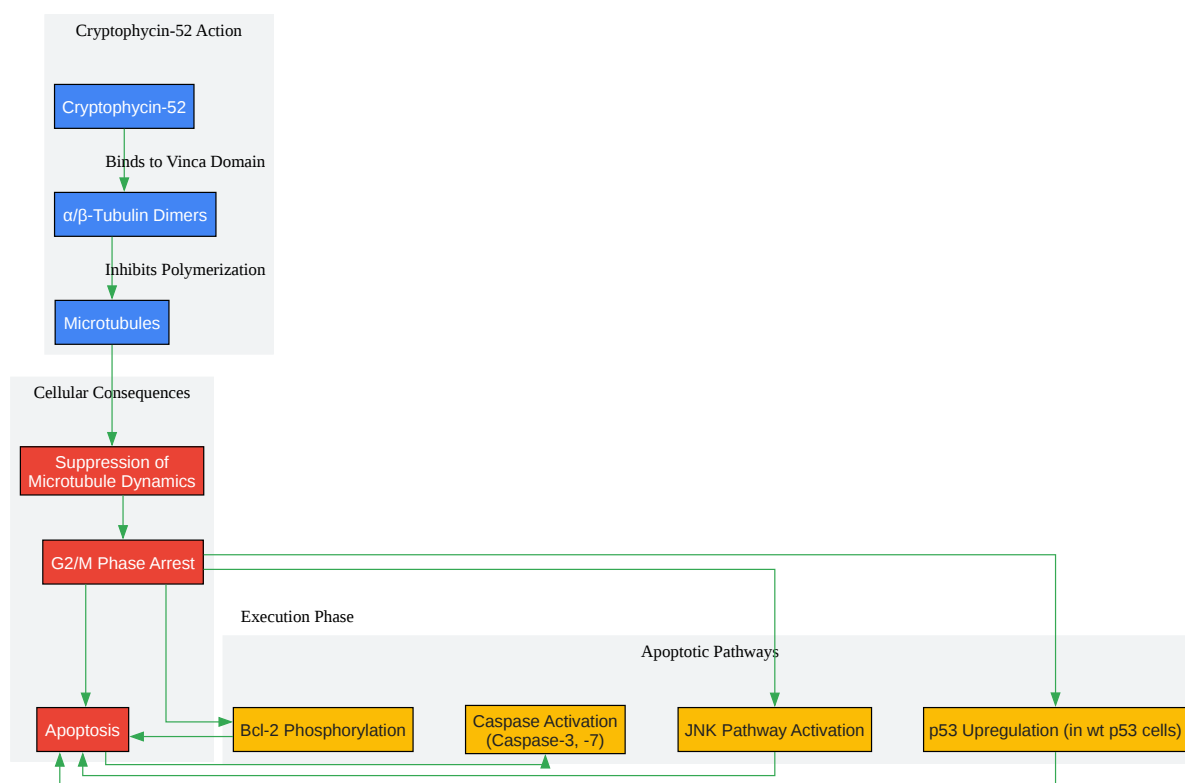 Cryptophycin-52 Action
Cryptophycin-52
Binds to Vinca Domain
α/β-Tubulin Dimers
Inhibits Polymerization
Microtubules
Cellular Consequences
Suppression of
Microtubule Dynamics
G2/M Phase Arrest
Execution Phase
Apoptotic Pathways
Apoptosis
Bcl-2 Phosphorylation
Caspase Activation
(Caspase-3, -7)
JNK Pathway Activation
p53 Upregulation (in wt p53 cells)